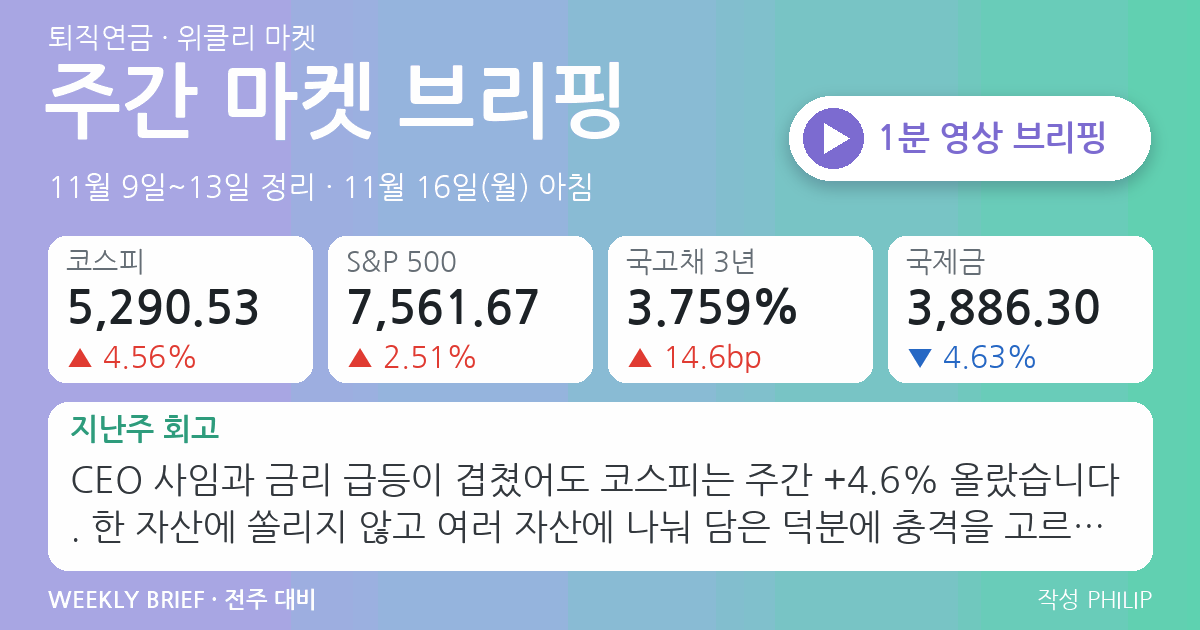 퇴직연금 · 위클리 마켓
주간 마켓 브리핑
1분 영상 브리핑
11월 9일~13일 정리 · 11월 16일(월) 아침
코스피
5,290.53
▲ 4.56%
S&P 500
7,561.67
▲ 2.51%
국고채 3년
3.759%
▲ 14.6bp
국제금
3,886.30
▼ 4.63%
지난주 회고
CEO 사임과 금리 급등이 겹쳤어도 코스피는 주간 +4.6% 올랐습니다
. 한 자산에 쏠리지 않고 여러 자산에 나눠 담은 덕분에 충격을 고르…
WEEKLY BRIEF · 전주 대비
작성 PHILIP